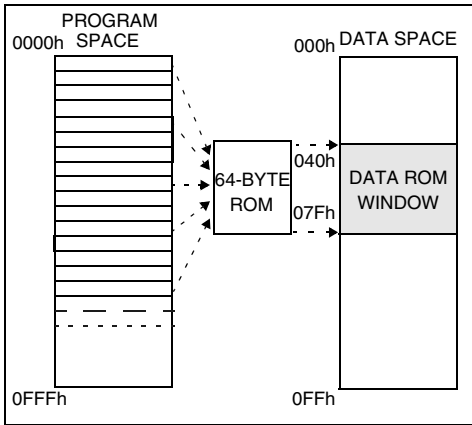 PROGRAM
SPACE
0000h
000h
DATA SPACE
64-BYTE
ROM
040h
07Fh
DATA ROM
WINDOW
0FFFh
0FFh